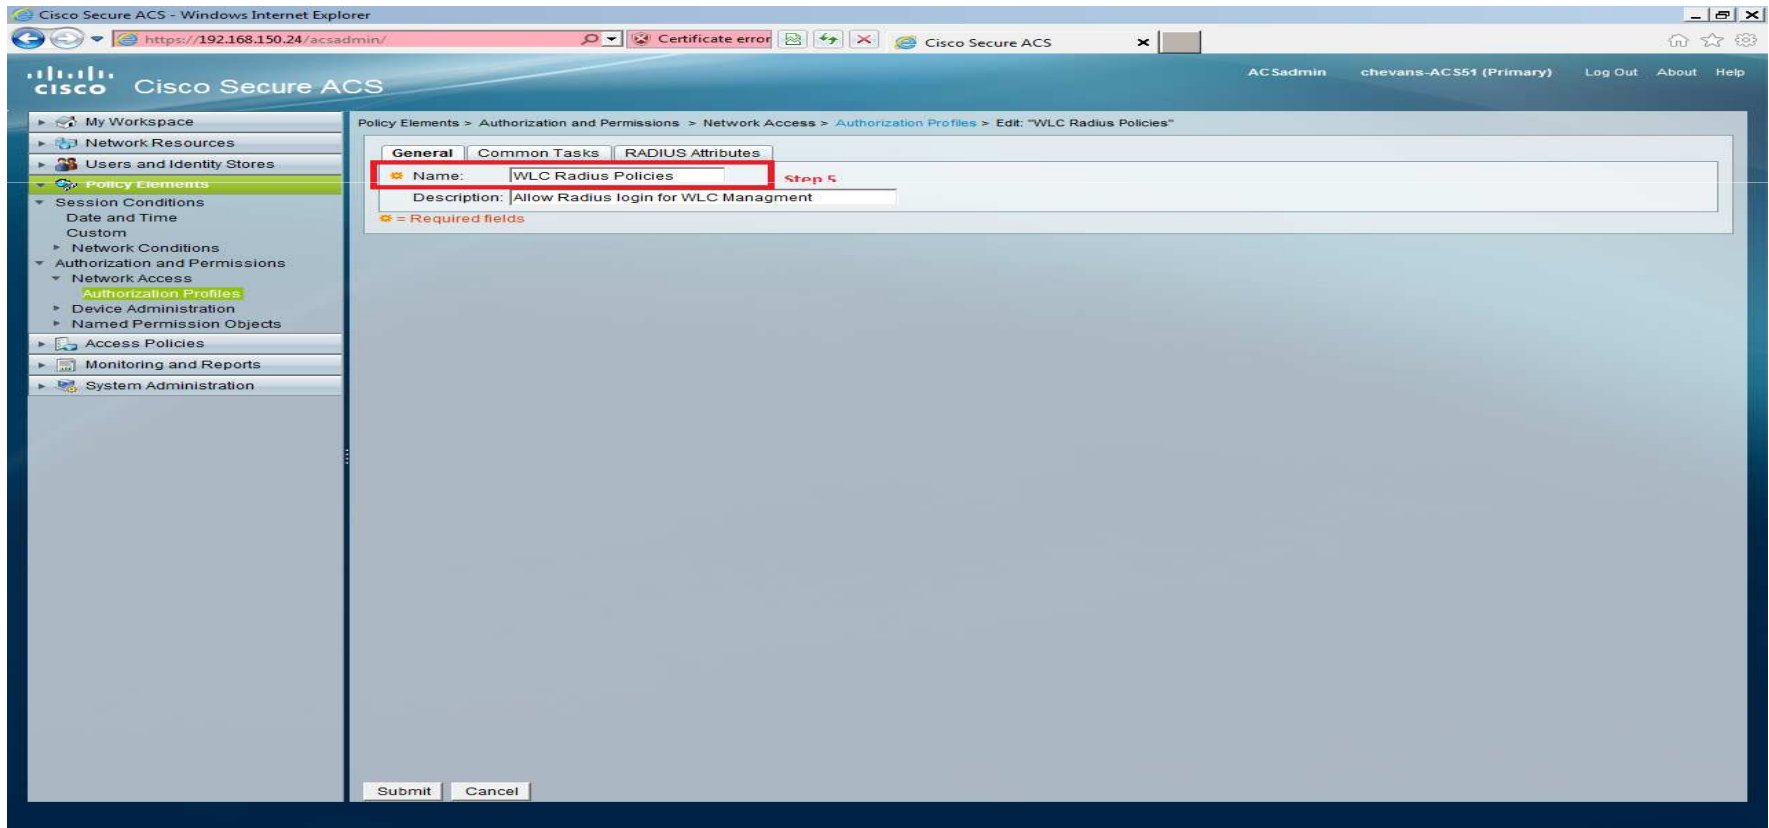 Cisco Secure ACS - Windows Internet Explorer
https://192.168.150.24/acsadmin/
Certificate error
Cisco Secure ACS
cisco
Cisco Secure ACS
ACSadmin
chevans-ACS51 (Primary)
Log Out
About
Help
My Workspace
Network Resources
Users and Identity Stores
Policy Elements
Session Conditions
Date and Time
Custom
Network Conditions
Authorization and Permissions
Network Access
Authorization Profiles
Device Administration
Named Permission Objects
Access Policies
Monitoring and Reports
System Administration
Policy Elements > Authorization and Permissions > Network Access > Authorization Profiles > Edit: "WLC Radius Policies"
General
Common Tasks
RADIUS Attributes
Name: WLC Radius Policies
Step 5
Description: Allow Radius login for WLC Managment
= Required fields
Submit
Cancel